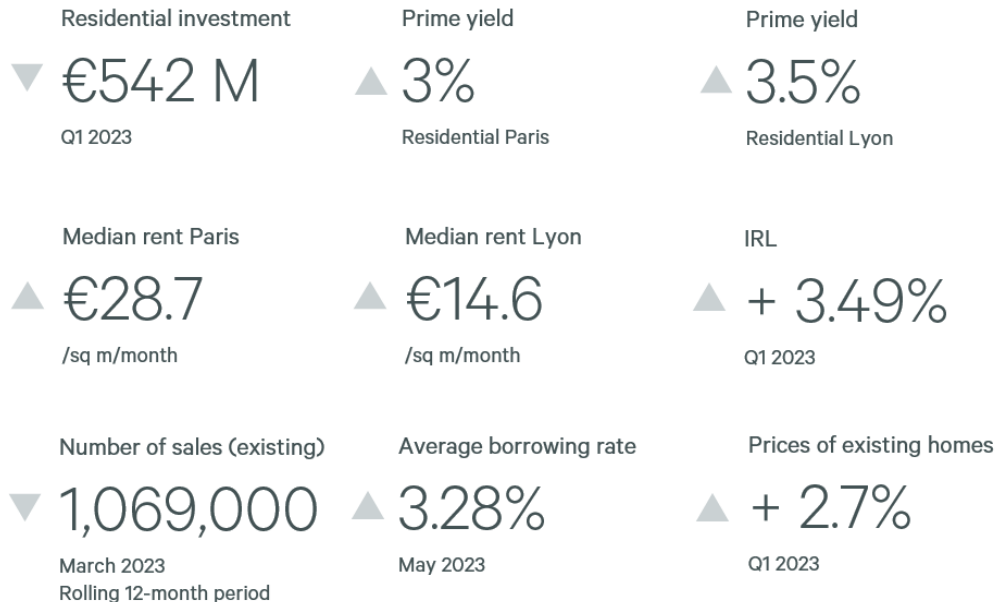 Residential investment
€542 M
Q1 2023
Prime yield
3%
Residential Paris
Prime yield
3.5%
Residential Lyon
Median rent Paris
€28.7
/sq m/month
Median rent Lyon
€14.6
/sq m/month
IRL
+ 3.49%
Q1 2023
Number of sales (existing)
1,069,000
March 2023
Rolling 12-month period
Average borrowing rate
3.28%
May 2023
Prices of existing homes
+ 2.7%
Q1 2023